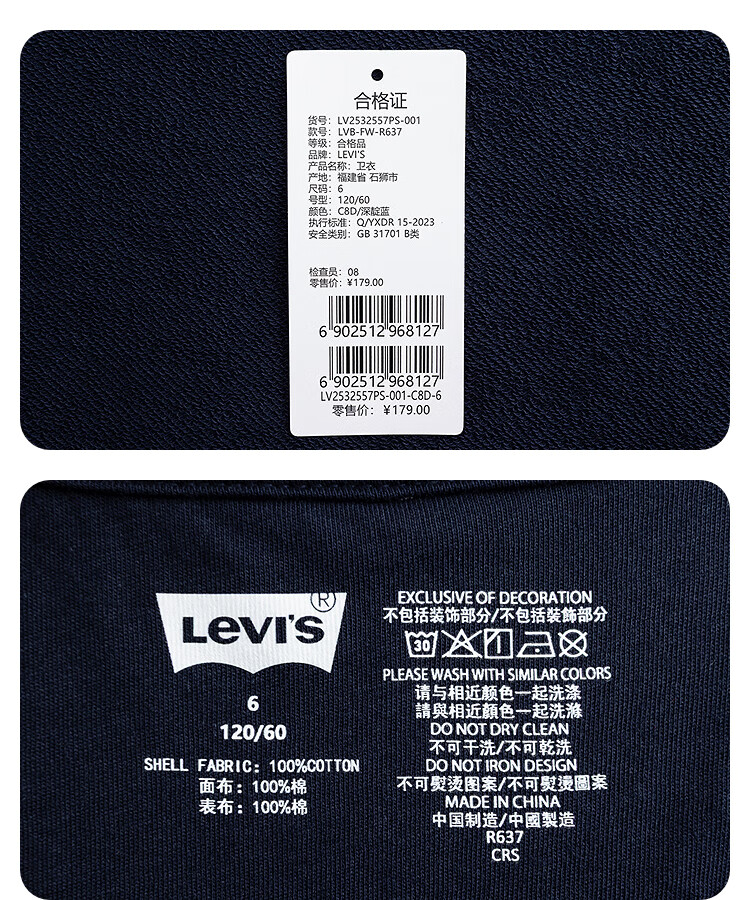 合格证
货号：LV2532557PS-001
款号：LVB-FW-R637
等级：合格品
品牌：LEVI'S
产品名称：卫衣
产地：福建省 石狮市
尺码：6
号型：120/60
颜色：C8D/深靛蓝
执行标准：Q/YXDR 15-2023
安全类别：GB 31701 B类
检查员：08
零售价：¥179.00
6 902512 968127
6 902512 968127
LV2532557PS-001-C8D-6
零售价：¥179.00
LEVI'S®
6
120/60
SHELL FABRIC：100%COTTON
面布：100%棉
表布：100%棉
EXCLUSIVE OF DECORATION
不包括装饰部分/不包括裝飾部分
30
PLEASE WASH WITH SIMILAR COLORS
请与相近顏色一起洗涤
請與相近顏色一起洗滌
DO NOT DRY CLEAN
不可干洗/不可乾洗
DO NOT IRON DESIGN
不可熨烫图案/不可熨燙圖案
MADE IN CHINA
中国制造/中國製造
R637
CRS